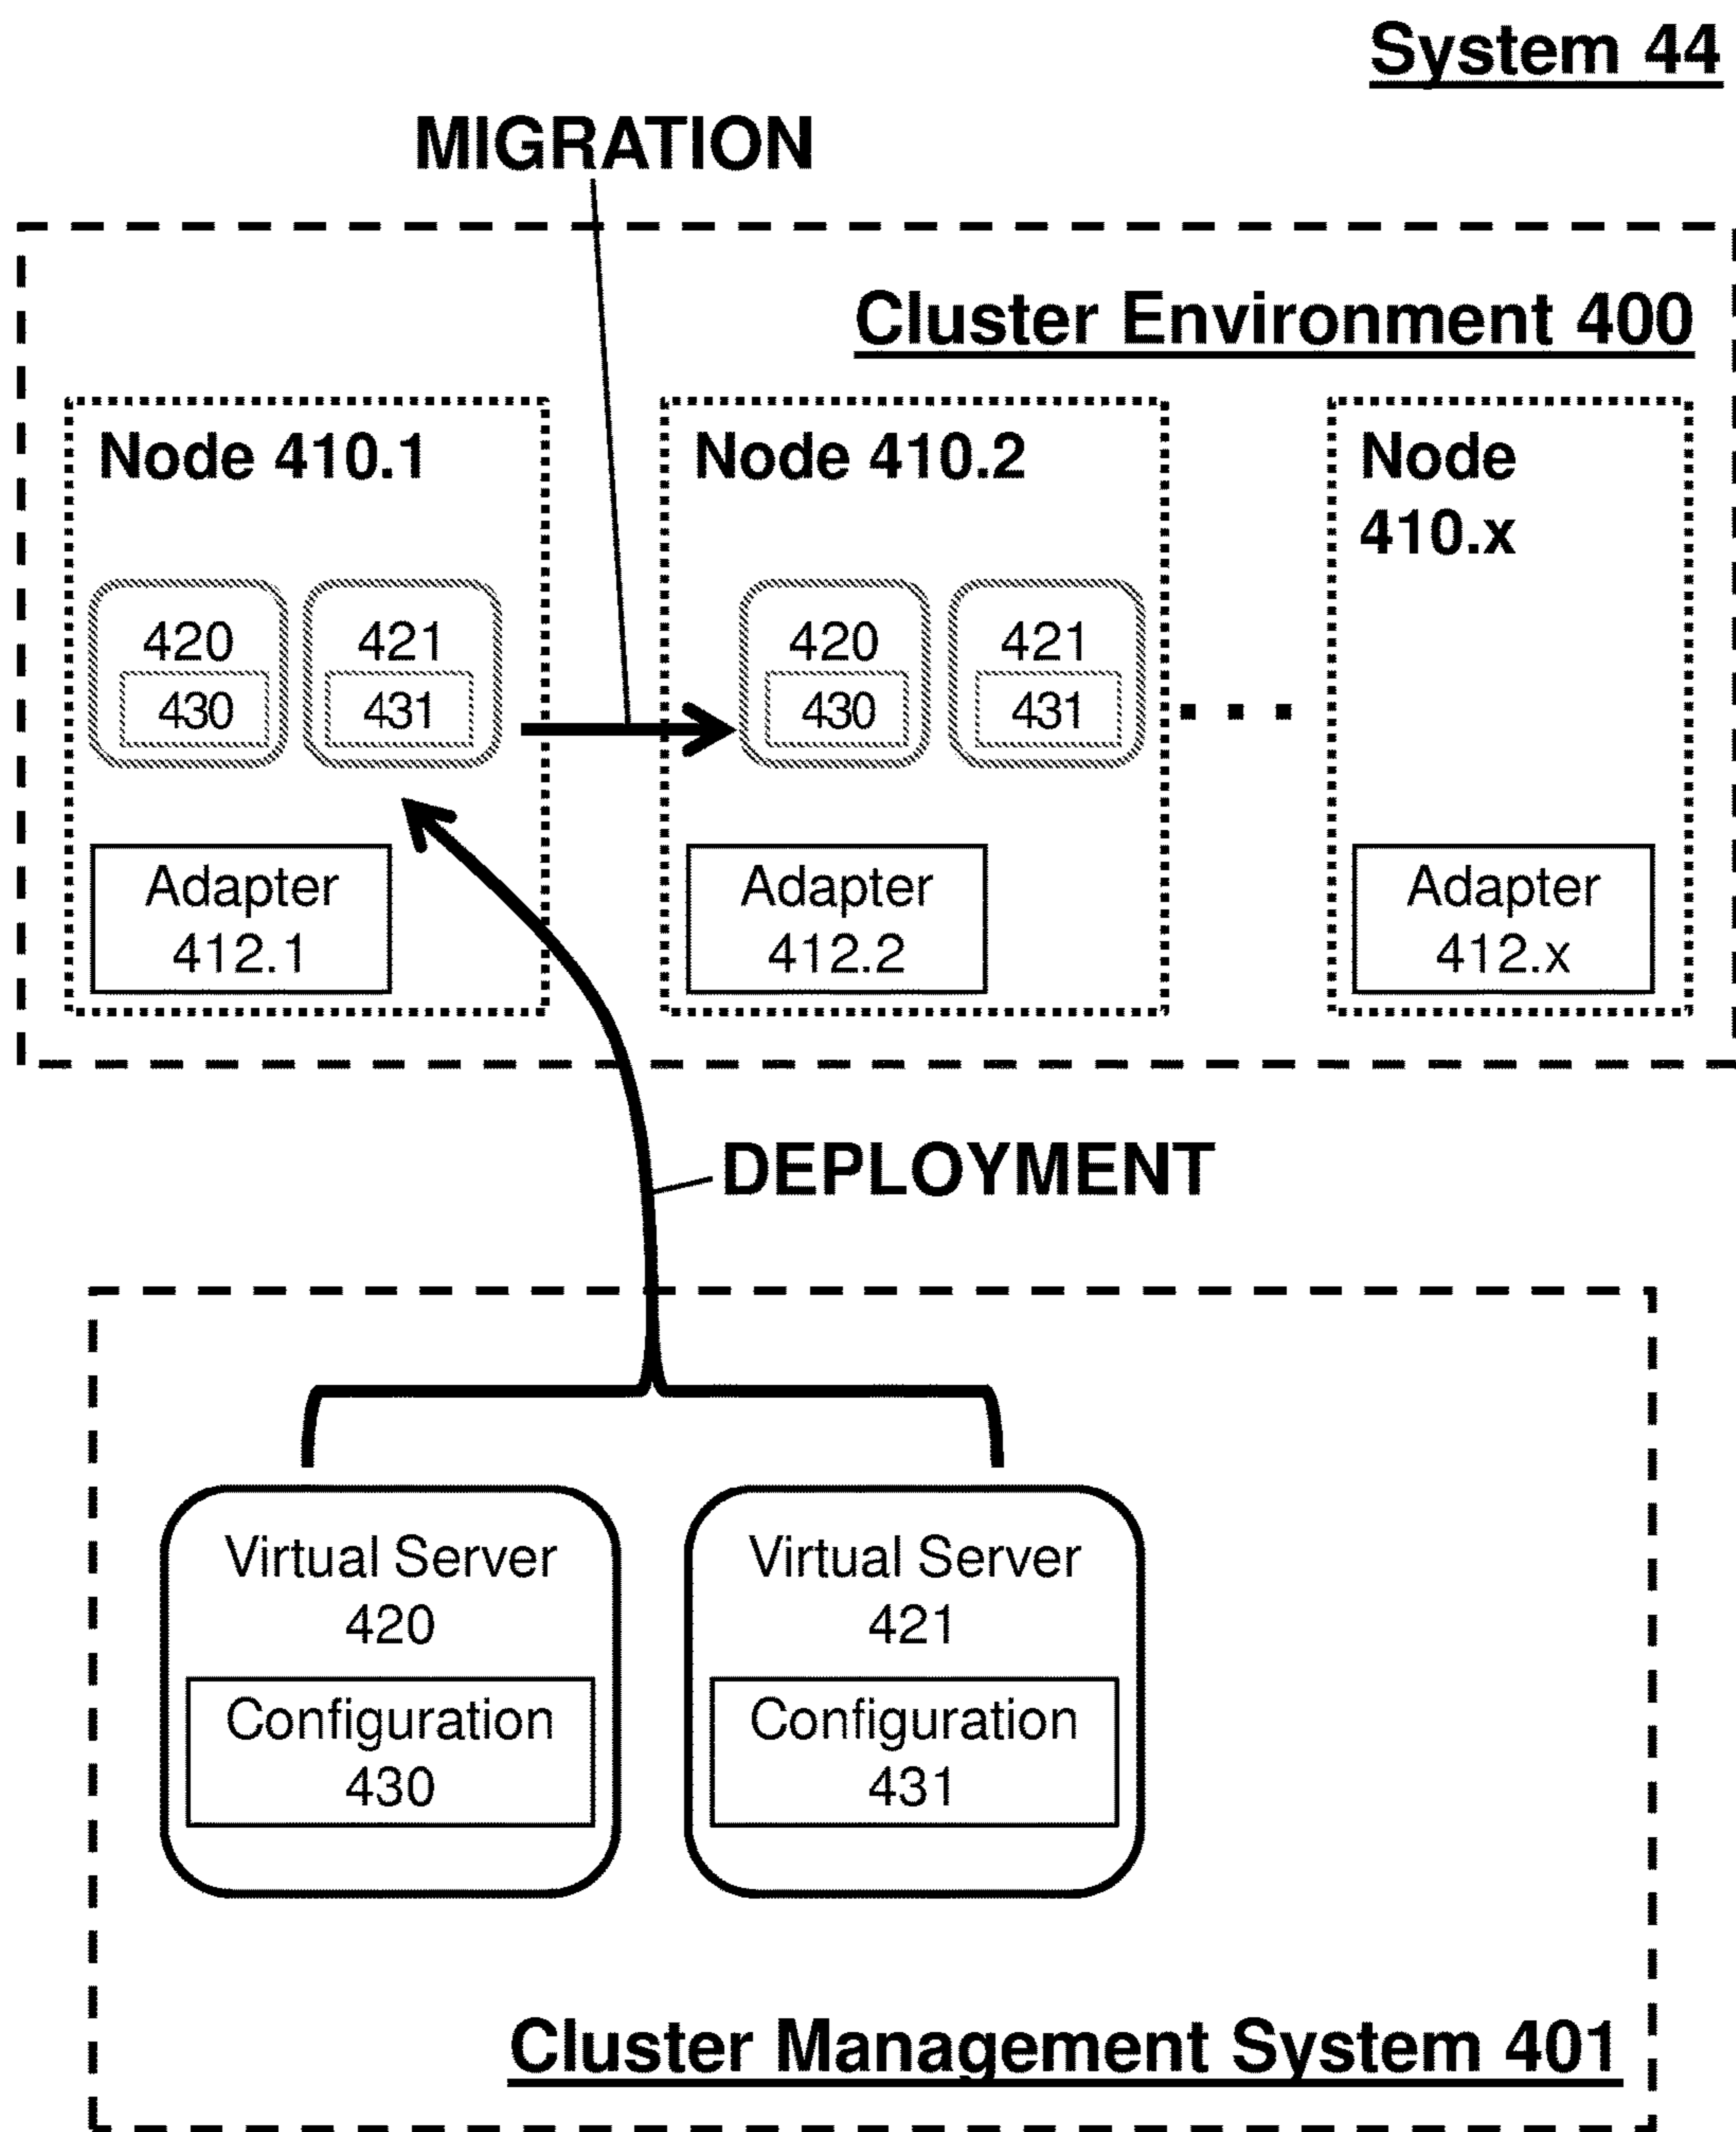 System 44
MIGRATION
Cluster Environment 400
Node 410.1
420
430
421
431
Adapter
412.1
Node 410.2
420
430
421
431
Adapter
412.2
Node
410.x
Adapter
412.x
DEPLOYMENT
Virtual Server
420
Configuration
430
Virtual Server
421
Configuration
431
Cluster Management System 401